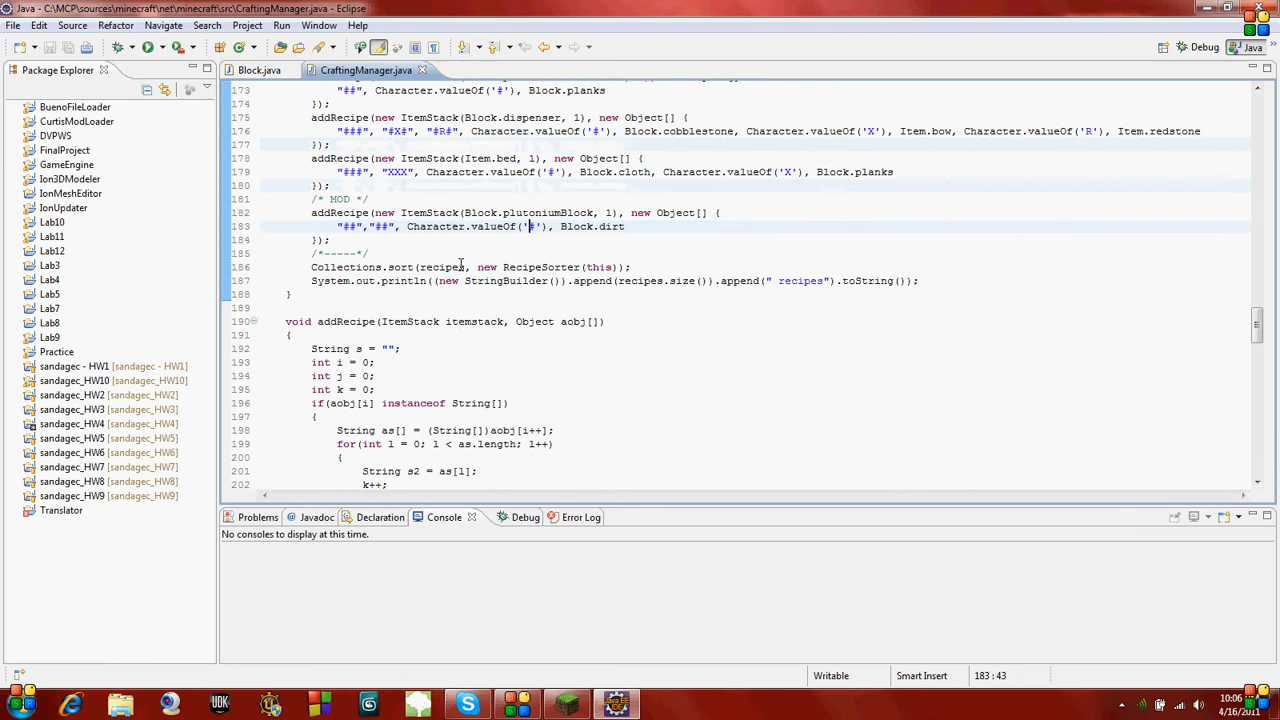 Java - C:\MCP\sources\minecraft\net\minecraft\src\CraftingManager.java - Eclipse
File Edit Source Refactor Navigate Search Project Run Window Help
Debug Java
Package Explorer
Block.java CraftingManager.java
BuenoFileLoader
CurtisModLoader
DVPWS
FinalProject
GameEngine
Ion3DModeler
IonMeshEditor
IonUpdater
Lab10
Lab11
Lab12
Lab3
Lab4
Lab5
Lab7
Lab8
Lab9
Practice
sandagec - HW1 [sandagec - HW1]
sandagec_HW10 [sandagec_HW10]
sandagec_HW2 [sandagec_HW2]
sandagec_HW3 [sandagec_HW3]
sandagec_HW4 [sandagec_HW4]
sandagec_HW5 [sandagec_HW5]
sandagec_HW6 [sandagec_HW6]
sandagec_HW7 [sandagec_HW7]
sandagec_HW8 [sandagec_HW8]
sandagec_HW9 [sandagec_HW9]
Translator
173 "##", Character.valueOf('#'), Block.planks
174 });
175 addRecipe(new ItemStack(Block.dispenser, 1), new Object[] {
176 "###", "#X#", "#R#", Character.valueOf('#'), Block.cobblestone, Character.valueOf('X'), Item.bow, Character.valueOf('R'), Item.redstone
177 });
178 addRecipe(new ItemStack(Item.bed, 1), new Object[] {
179 "###", "XXX", Character.valueOf('#'), Block.cloth, Character.valueOf('X'), Block.planks
180 });
181 /* MOD */
182 addRecipe(new ItemStack(Block.plutoniumBlock, 1), new Object[] {
183 "##","##", Character.valueOf('#'), Block.dirt
184 });
185 /*-----*/
186 Collections.sort(recipes, new RecipeSorter(this));
187 System.out.println((new StringBuilder()).append(recipes.size()).append(" recipes").toString());
188 }
189
190 void addRecipe(ItemStack itemstack, Object aobj[])
191 {
192 String s = "";
193 int i = 0;
194 int j = 0;
195 int k = 0;
196 if(aobj[i] instanceof String[])
197 {
198 String as[] = (String[])aobj[i++];
199 for(int l = 0; l < as.length; l++)
200 {
201 String s2 = as[l];
202 k++;
Problems Javadoc Declaration Console Debug Error Log
No consoles to display at this time.
Writable Smart Insert 183 : 43
UDK
10:06
4/16/2011